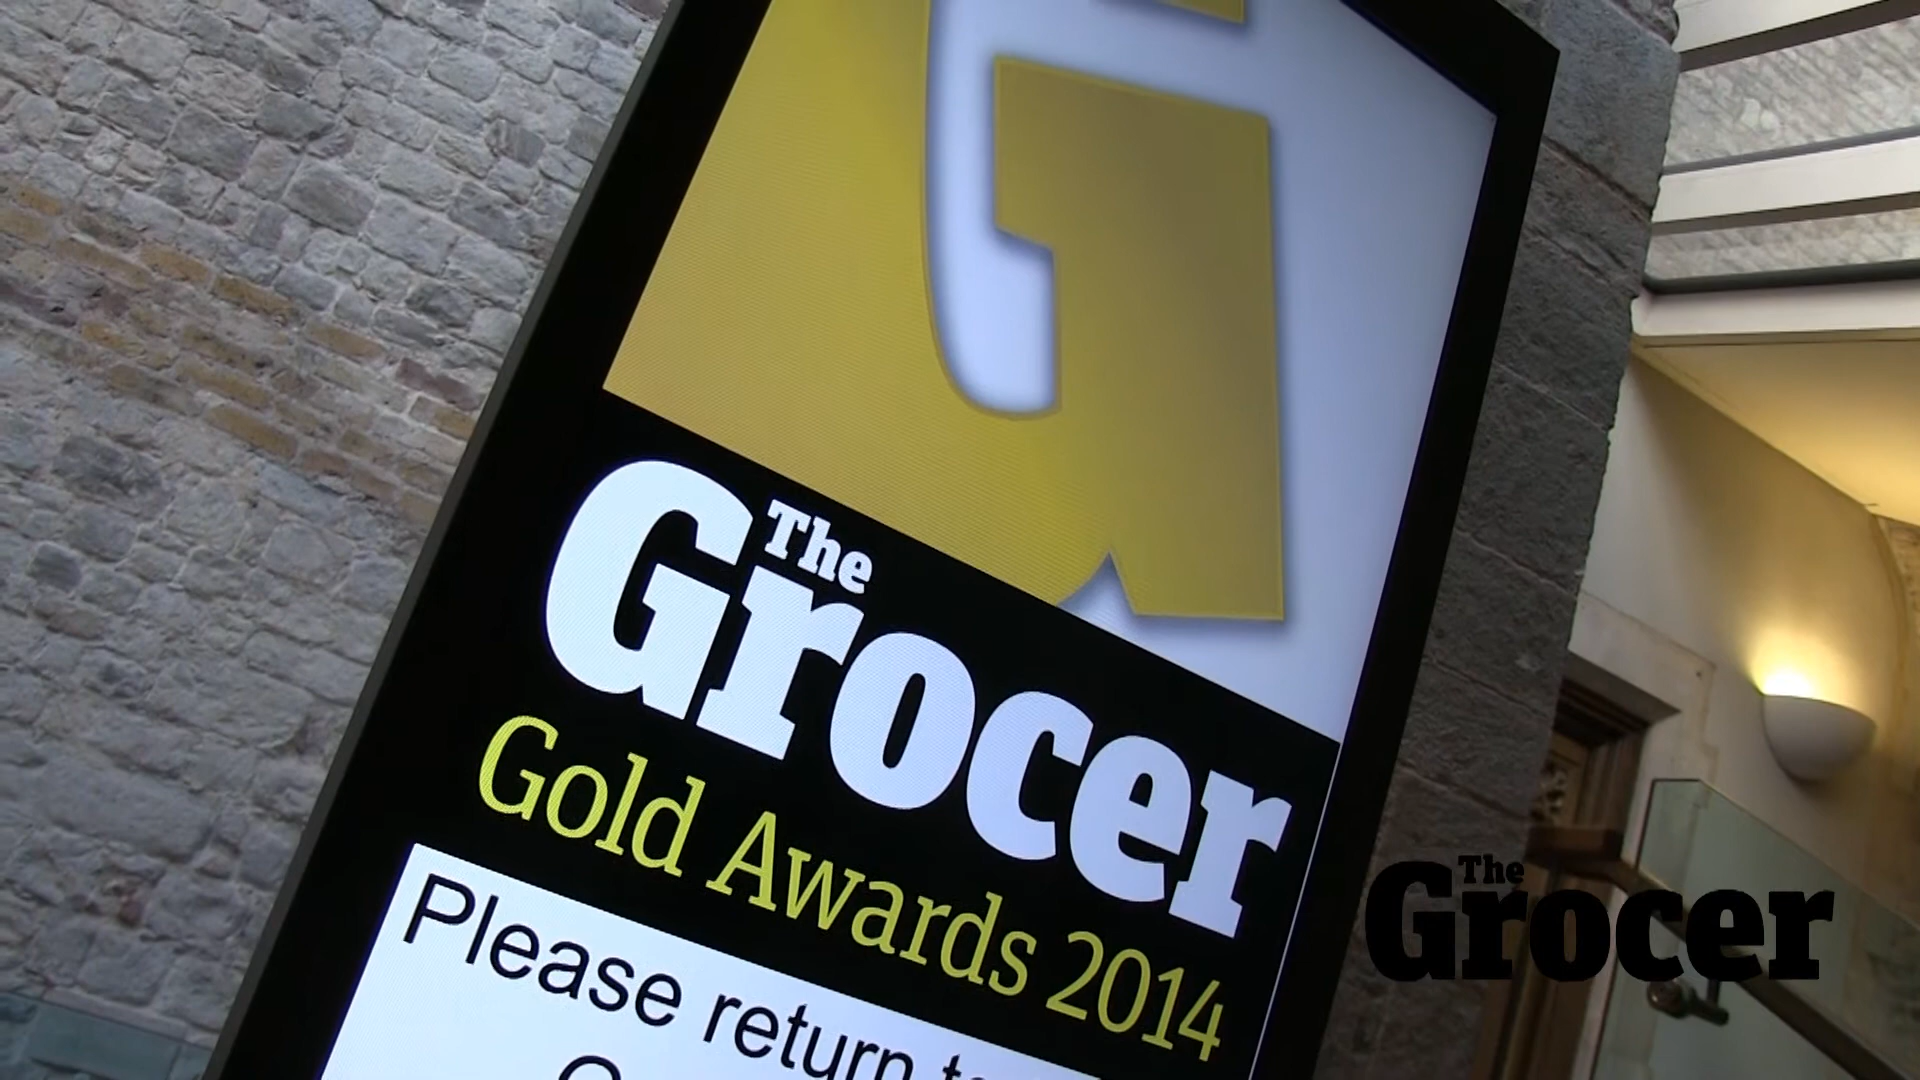 The
Grocer
Gold Awards 2014
Please return
The
Grocer